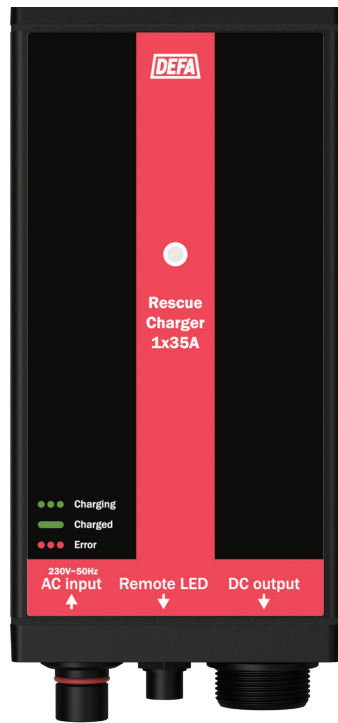 DEFA
Rescue
Charger
1x35A
Charging
Charged
Error
230V~50Hz
AC input
Remote LED
DC output